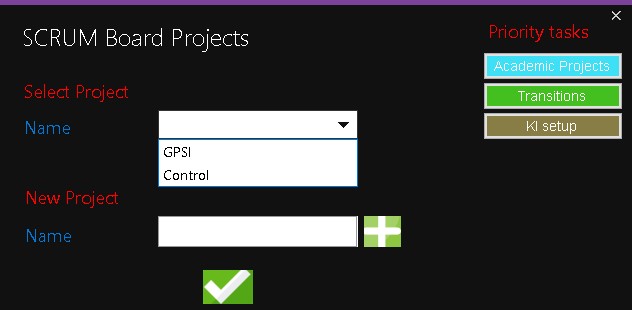 SCRUM Board Projects
Select Project
Name
GPSI
Control
New Project
Name
Priority tasks
Academic Projects
Transitions
KI setup